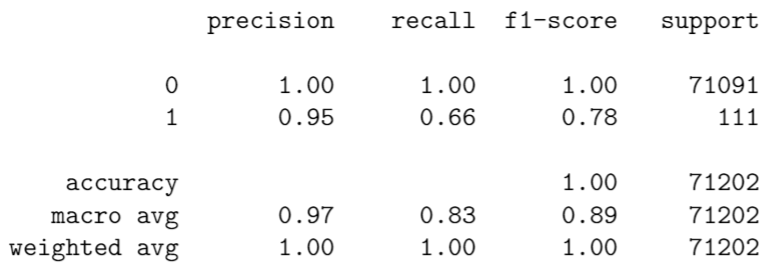 precision recall f1-score support
0 1.00 1.00 1.00 71091
1 0.95 0.66 0.78 111
accuracy 1.00 71202
macro avg 0.97 0.83 0.89 71202
weighted avg 1.00 1.00 1.00 71202